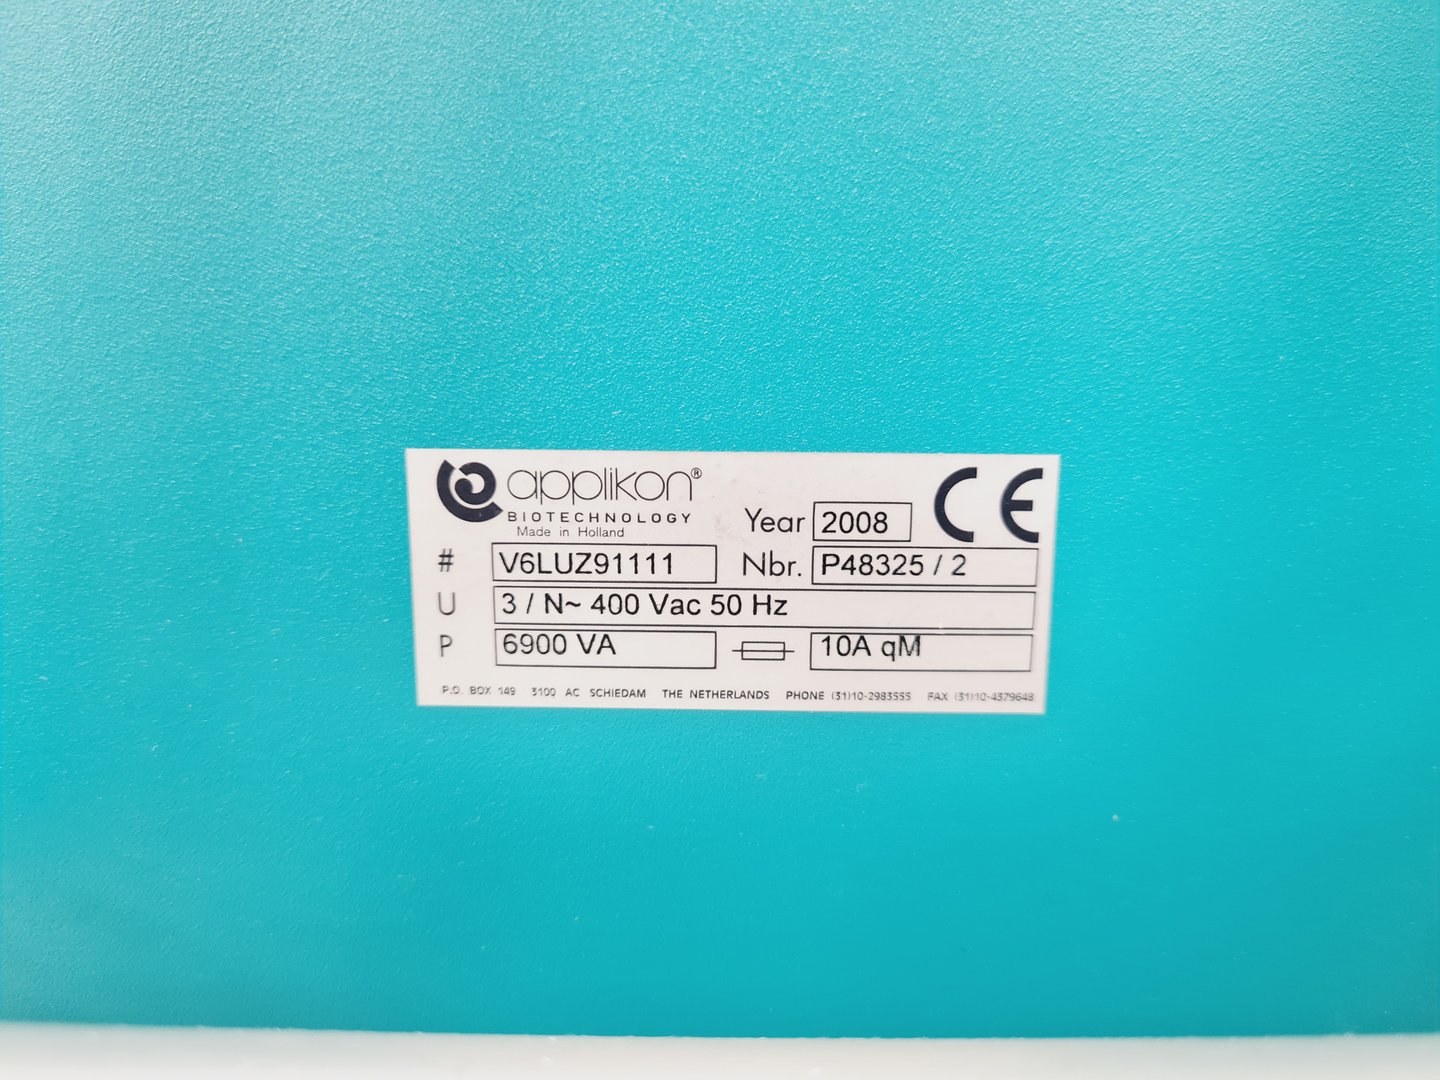 applikon®
BIOTECHNOLOGY
Made in Holland
Year 2008 CE
# V6LUZ91111 Nbr. P48325 / 2
U 3 / N~ 400 Vac 50 Hz
P 6900 VA 10A qM
P.O. BOX 149 3100 AC SCHIEDAM THE NETHERLANDS PHONE (31)10-2983555 FAX (31)10-4379648